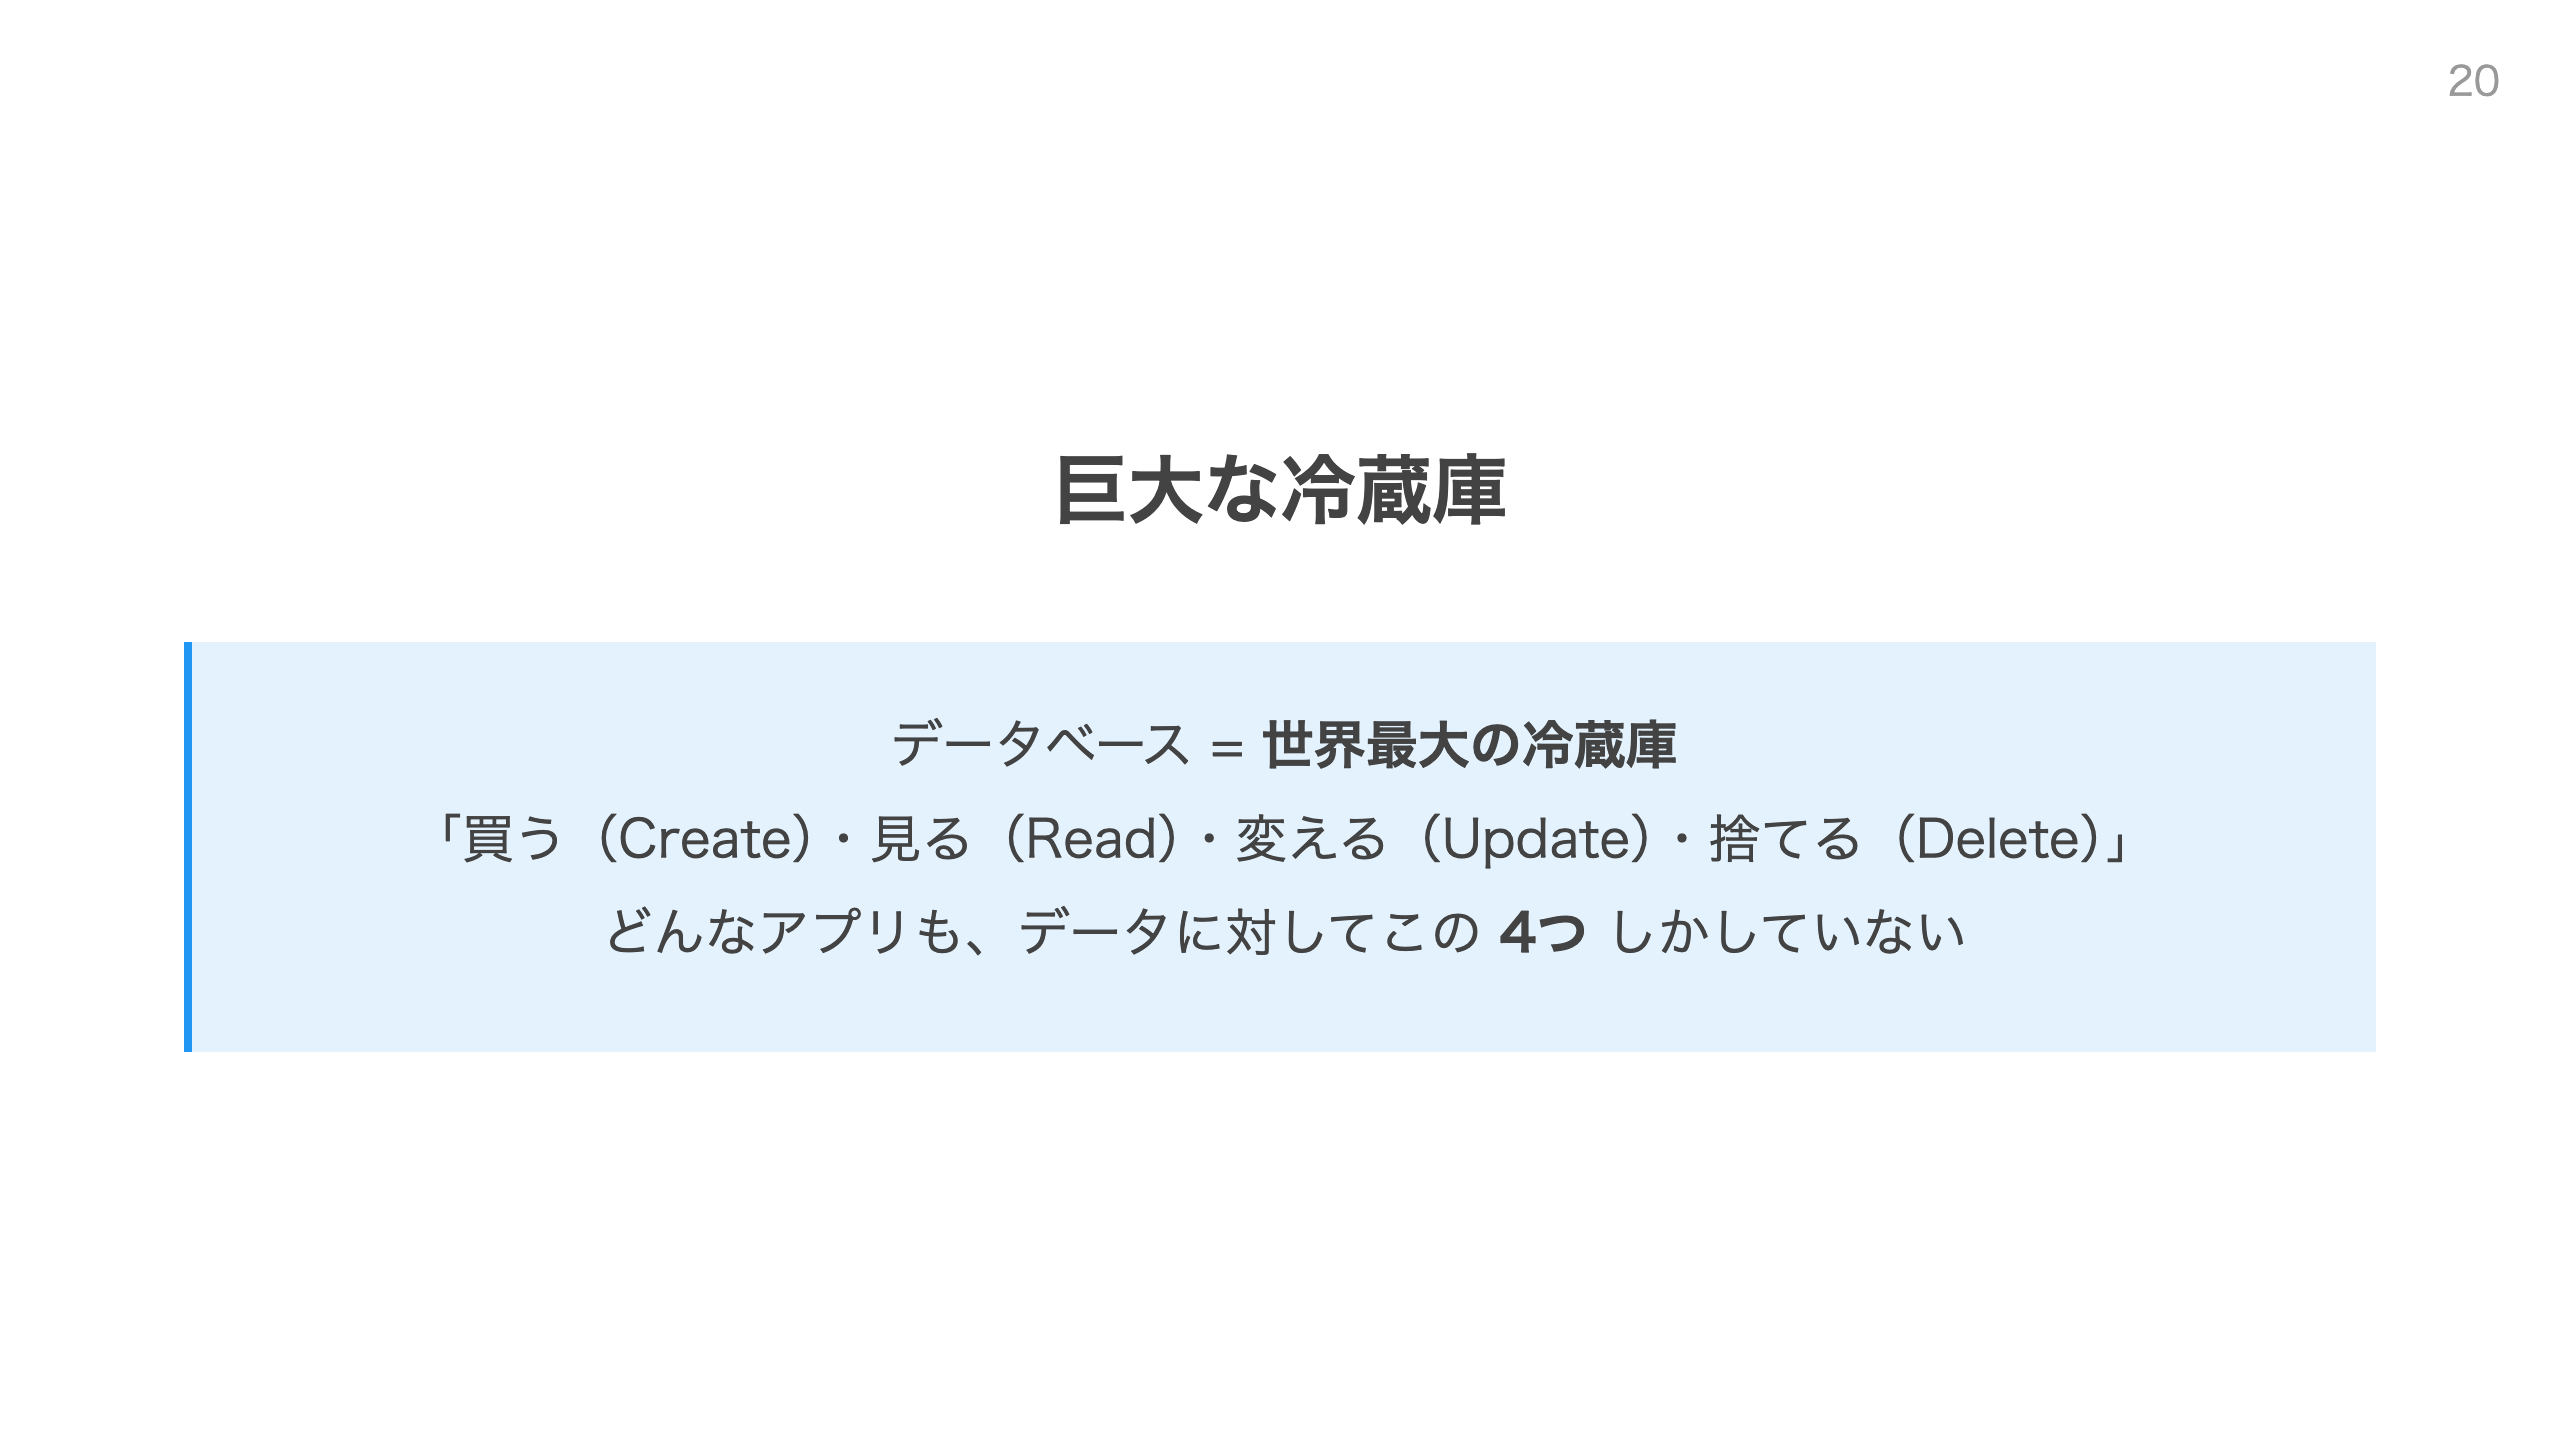 20
巨大な冷蔵庫
データベース = 世界最大の冷蔵庫
「買う（Create）・見る（Read）・変える（Update）・捨てる（Delete）」
どんなアプリも、データに対してこの 4つ しかしていない